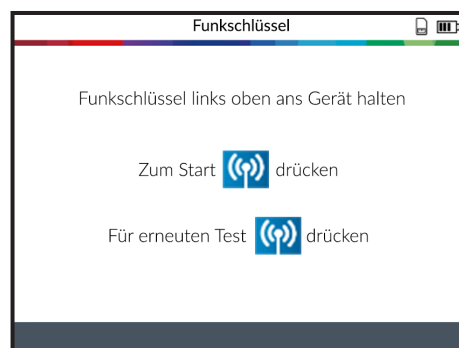 Funkschlüssel
Funkschlüssel links oben ans Gerät halten
Zum Start drücken
Für erneuten Test drücken